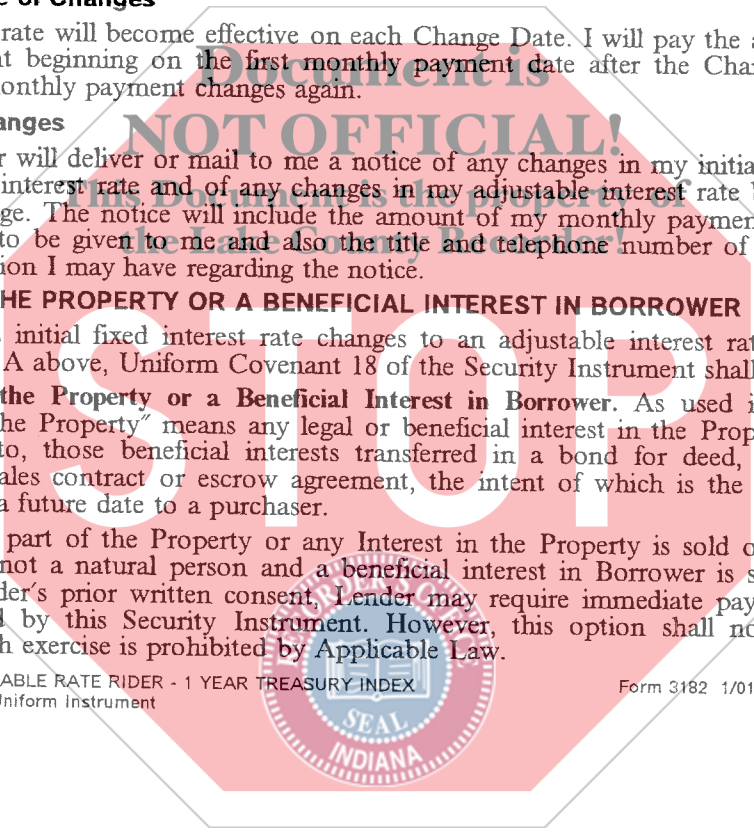 e of Changes
rate will become effective on each Change Date. I will pay the a
nt beginning on the first monthly payment date after the Chan
onthly payment changes again.
anges
r will deliver or mail to me a notice of any changes in my initia
interest rate and of any changes in my adjustable interest rate b
ge. The notice will include the amount of my monthly paymen
to be given to me and also the title and telephone number of
ion I may have regarding the notice.
HE PROPERTY OR A BENEFICIAL INTEREST IN BORROWER
initial fixed interest rate changes to an adjustable interest rat
A above, Uniform Covenant 18 of the Security Instrument shall
the Property or a Beneficial Interest in Borrower. As used i
he Property" means any legal or beneficial interest in the Prop
to, those beneficial interests transferred in a bond for deed,
ales contract or escrow agreement, the intent of which is the
a future date to a purchaser.
part of the Property or any Interest in the Property is sold o
not a natural person and a beneficial interest in Borrower is s
der's prior written consent, Lender may require immediate pay
d by this Security Instrument. However, this option shall no
h exercise is prohibited by Applicable Law.
ABLE RATE RIDER - 1 YEAR TREASURY INDEX
Form 3182 1/01
Uniform Instrument
Document is
NOT OFFICIAL!
This Document is the property of
the Lake County Recorder!
STOP
SEAL
INDIANA